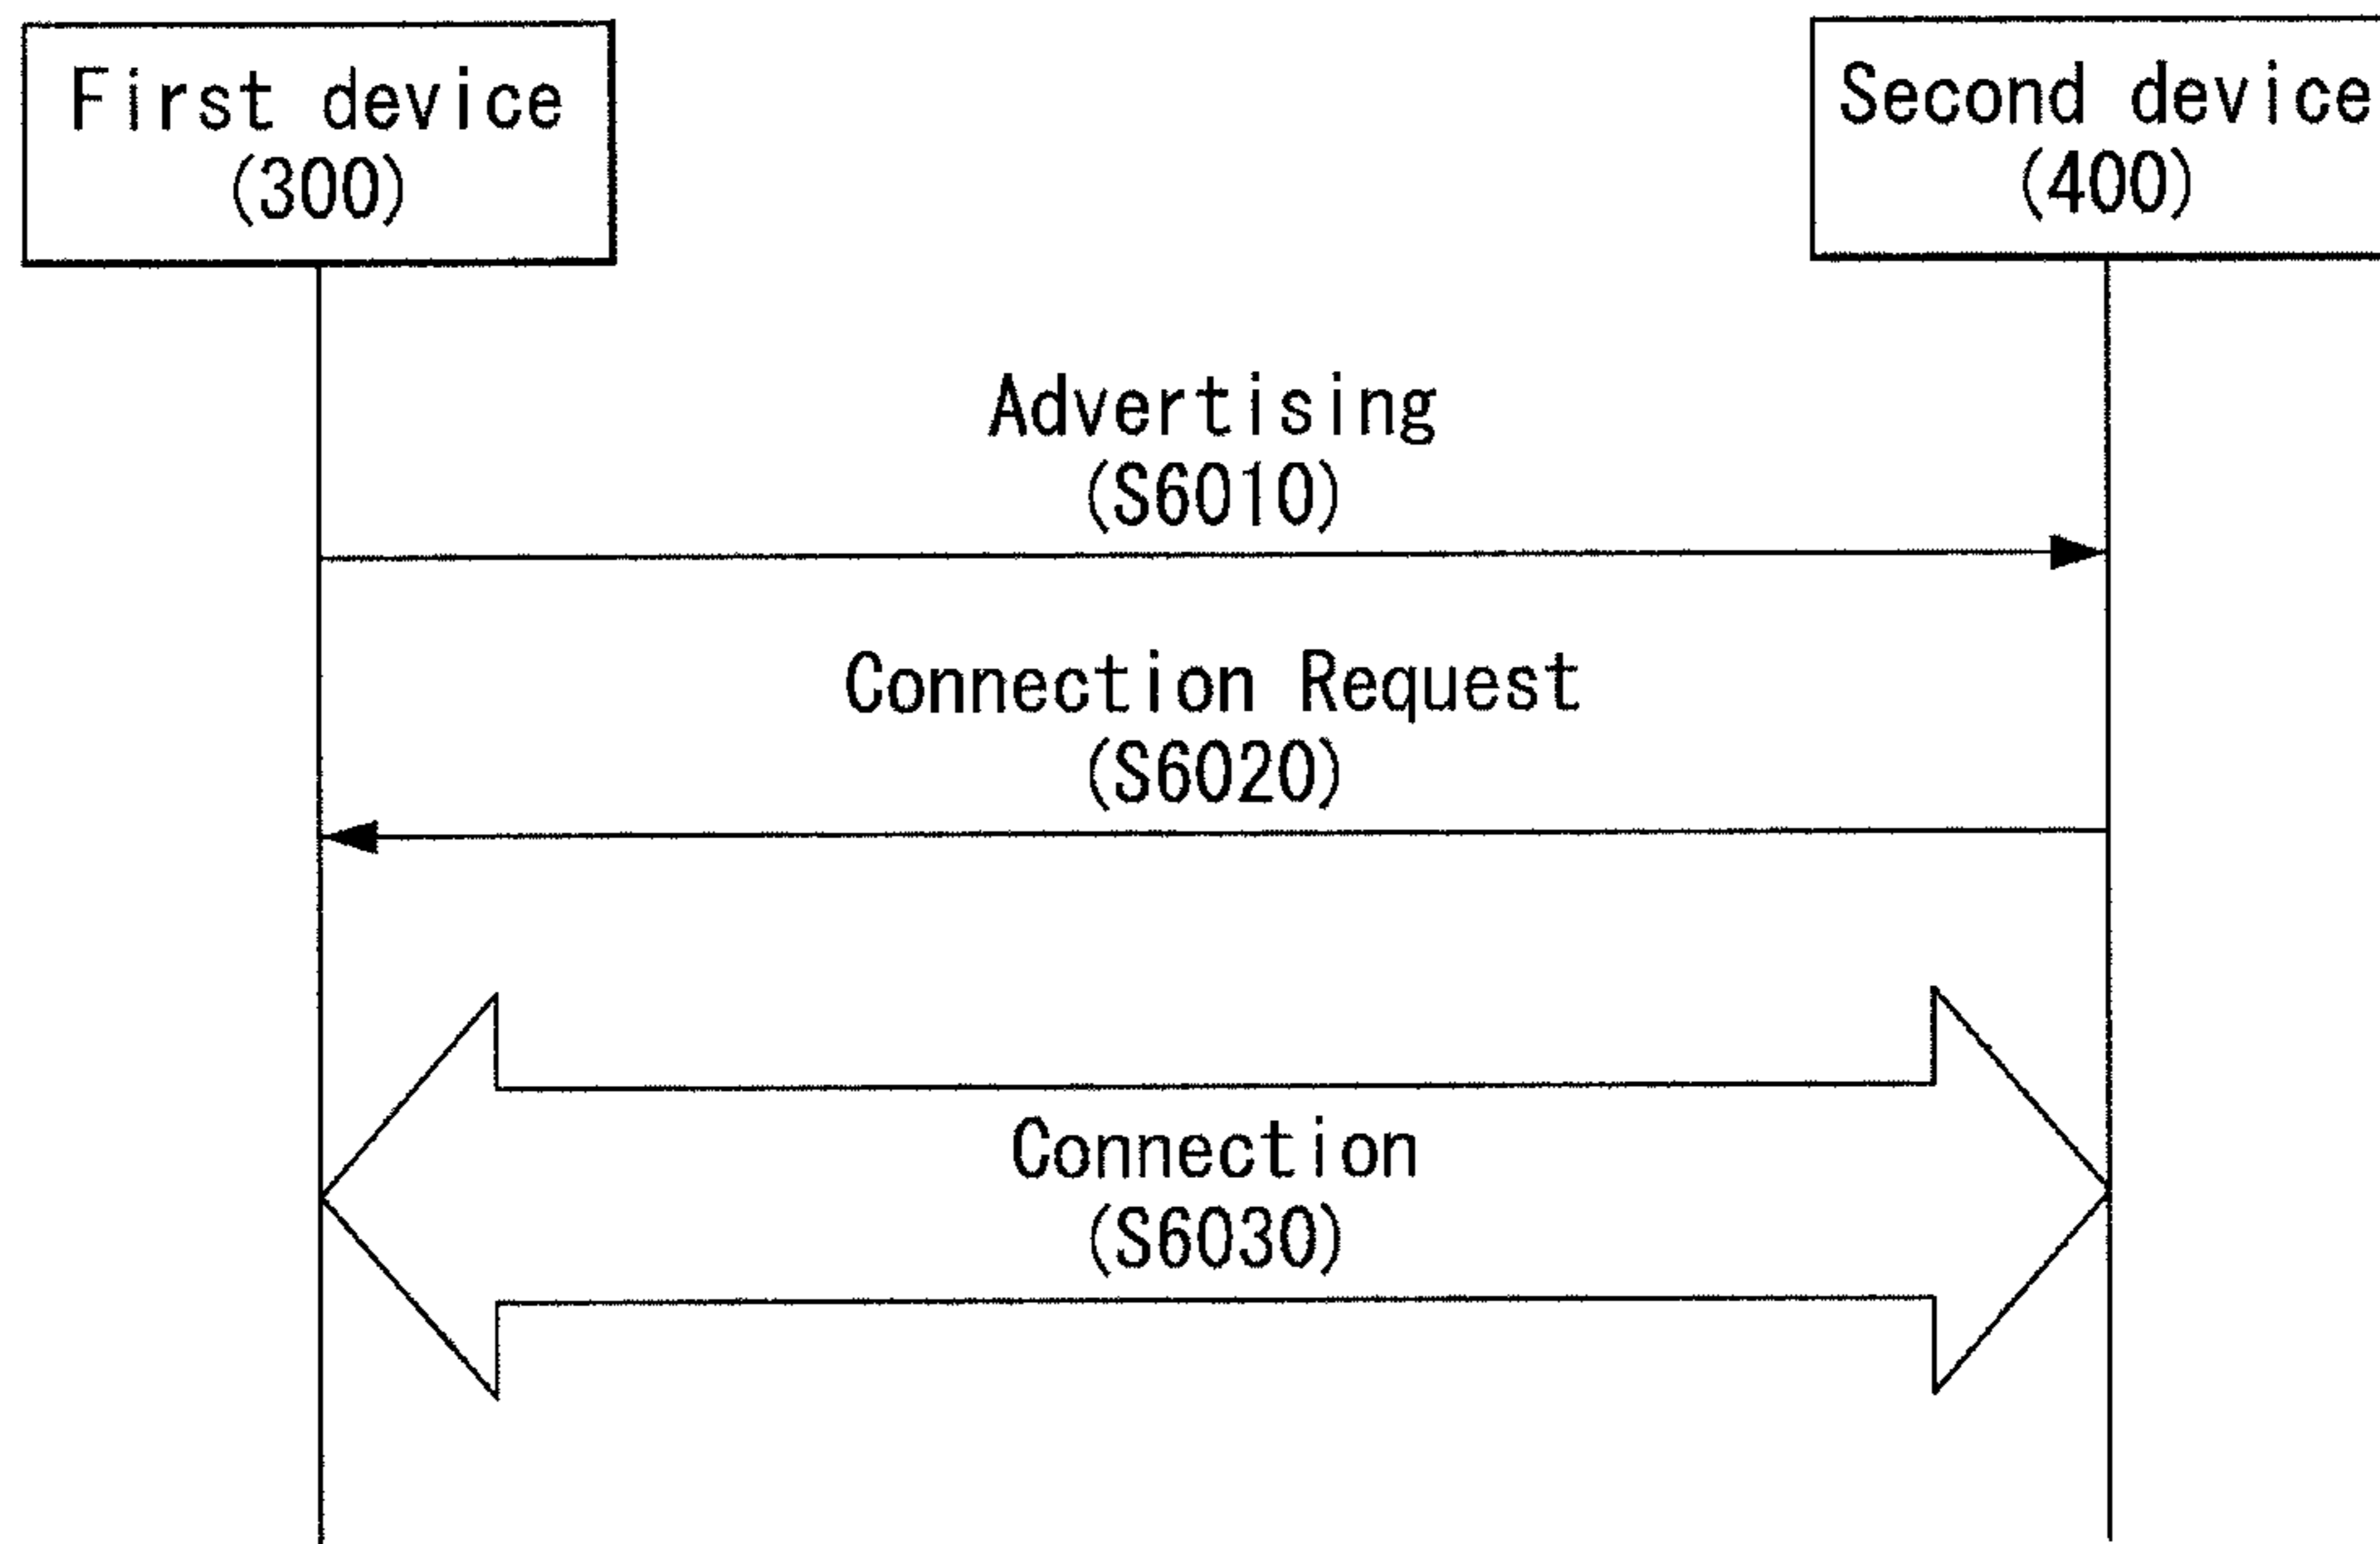 First device
(300)
Second device
(400)
Advertising
(S6010)
Connection Request
(S6020)
Connection
(S6030)